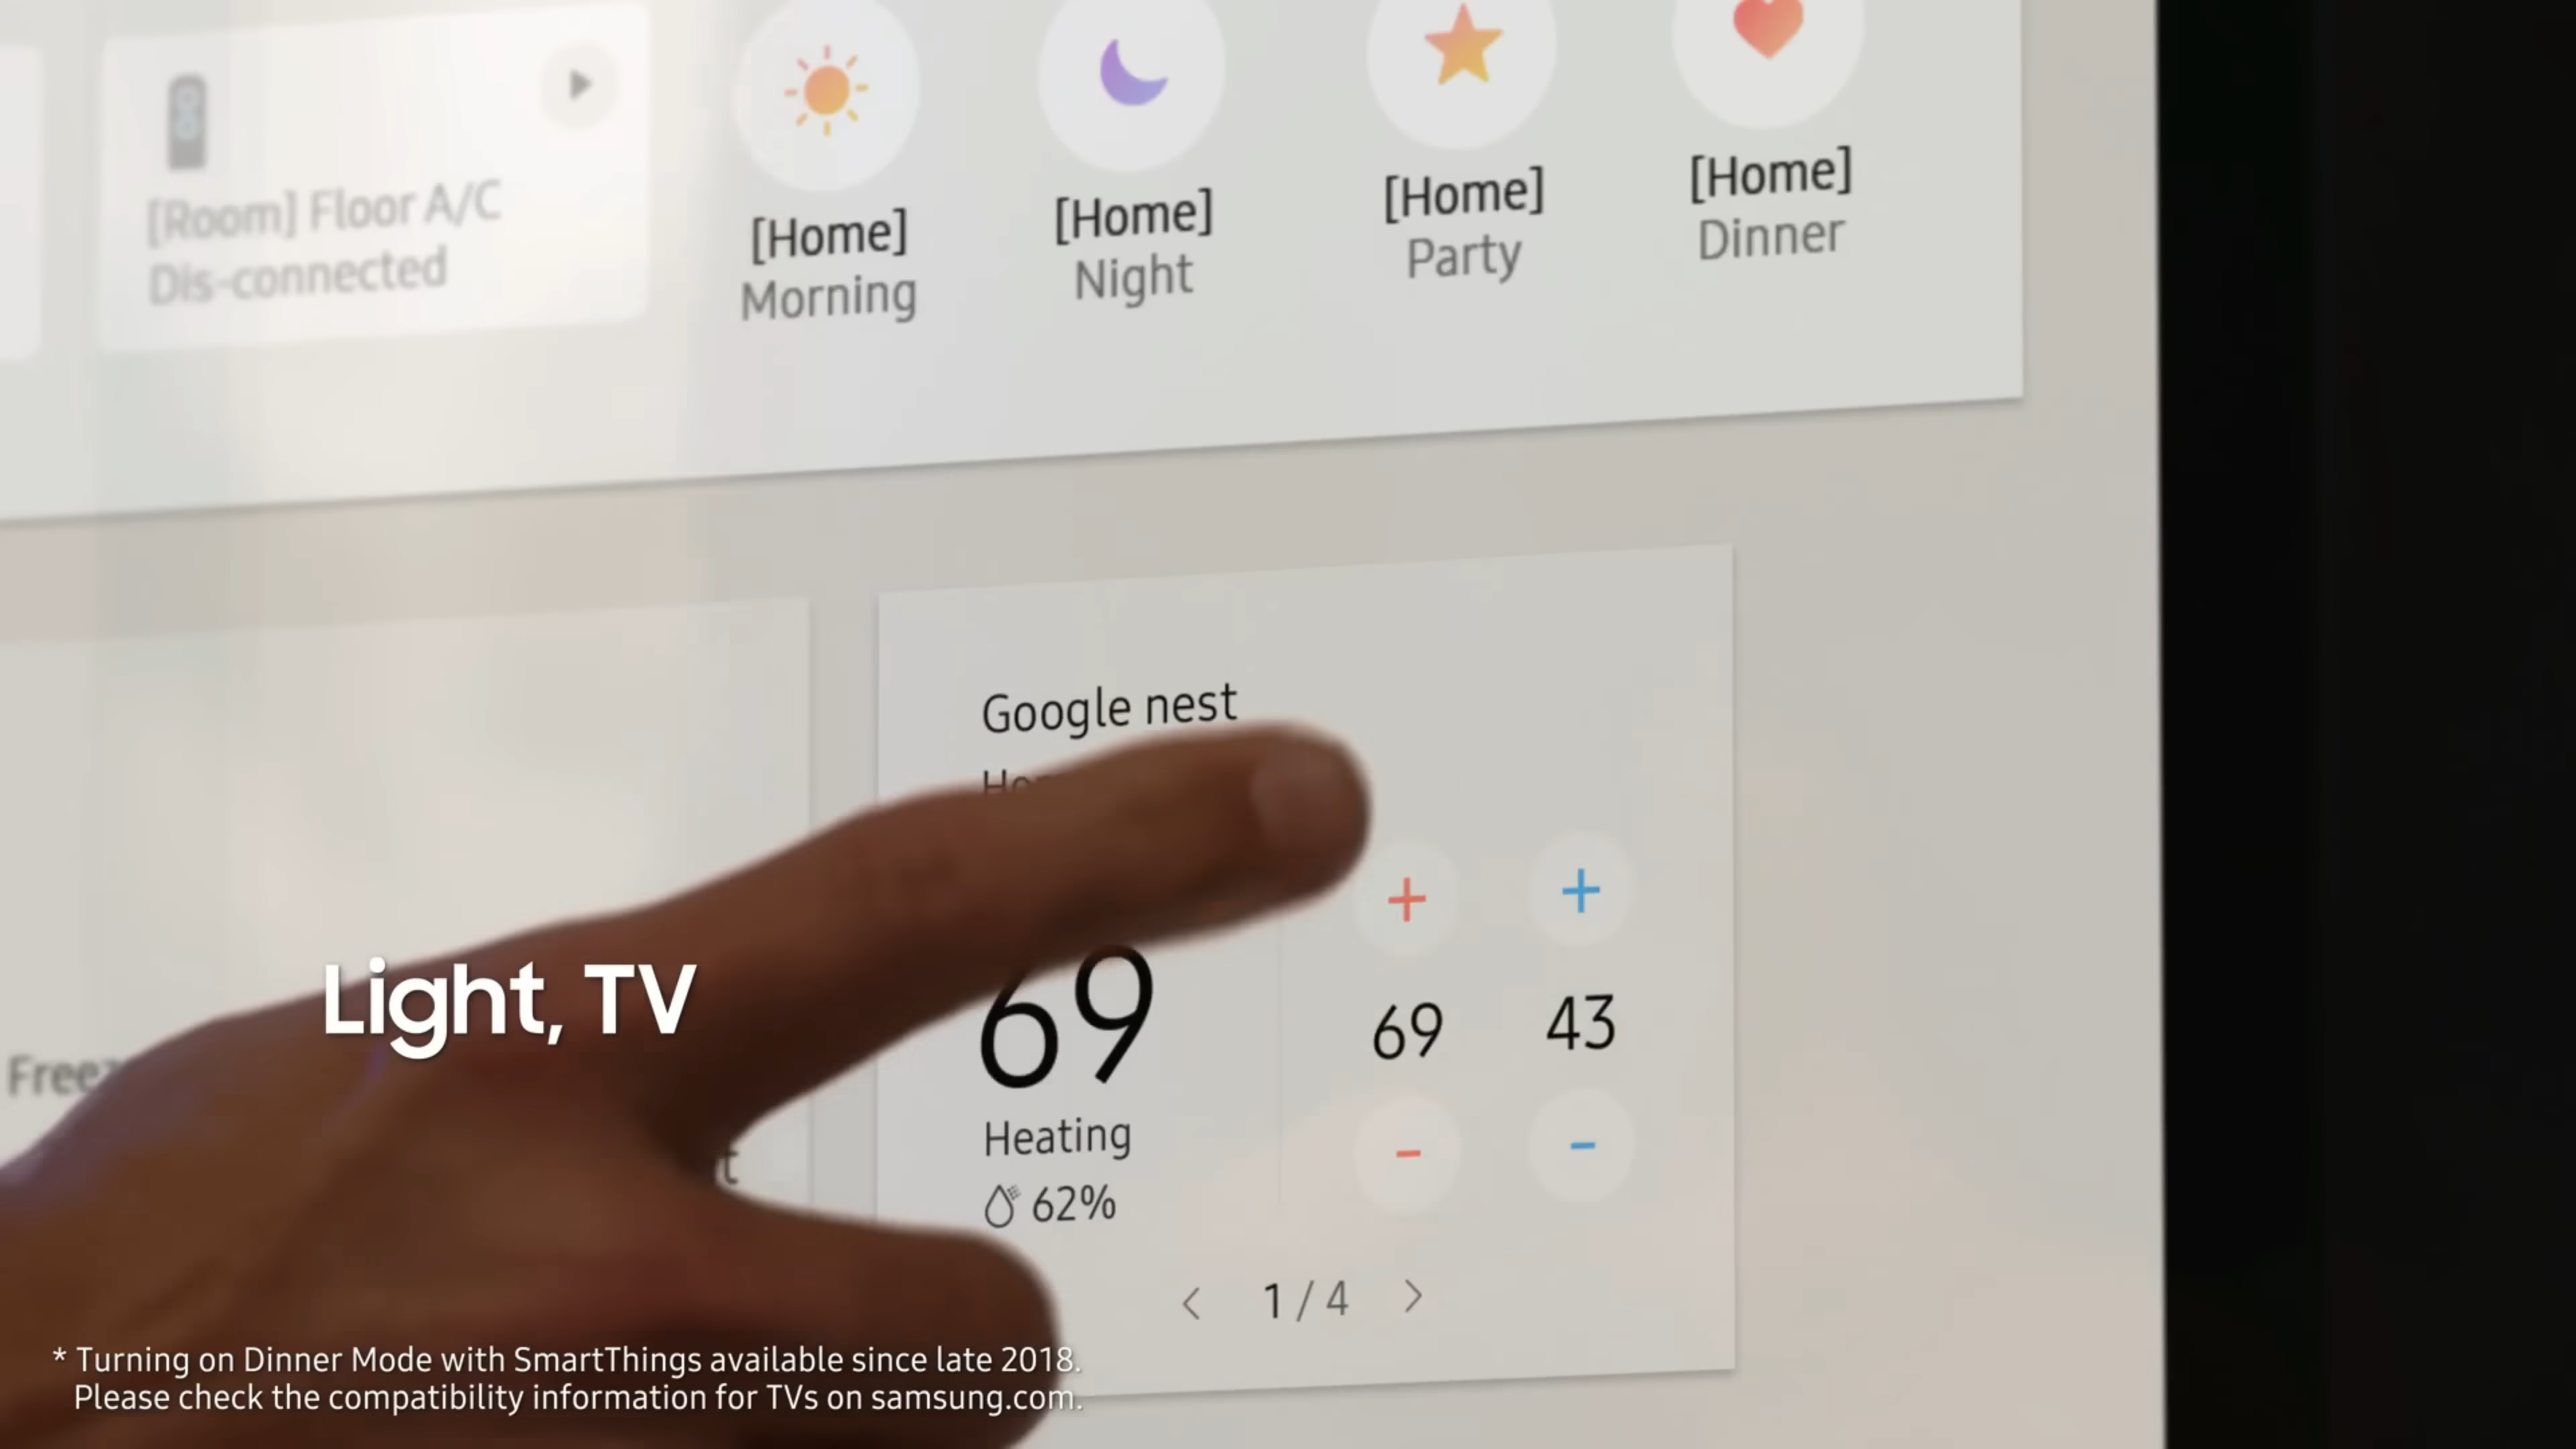 [Room] Floor A/C
Dis-connected
[Home]
Morning
[Home]
Night
[Home]
Party
[Home]
Dinner
Google nest
69
Heating
62%
+
+
69
43
-
-
< 1 / 4 >
Light, TV
* Turning on Dinner Mode with SmartThings available since late 2018.
Please check the compatibility information for TVs on samsung.com.